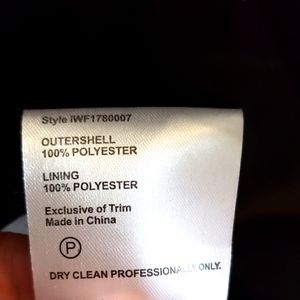 Style IWF1780007
OUTERSHELL
100% POLYESTER
LINING
100% POLYESTER
Exclusive of Trim
Made in China
P
DRY CLEAN PROFESSIONALLY ONLY.